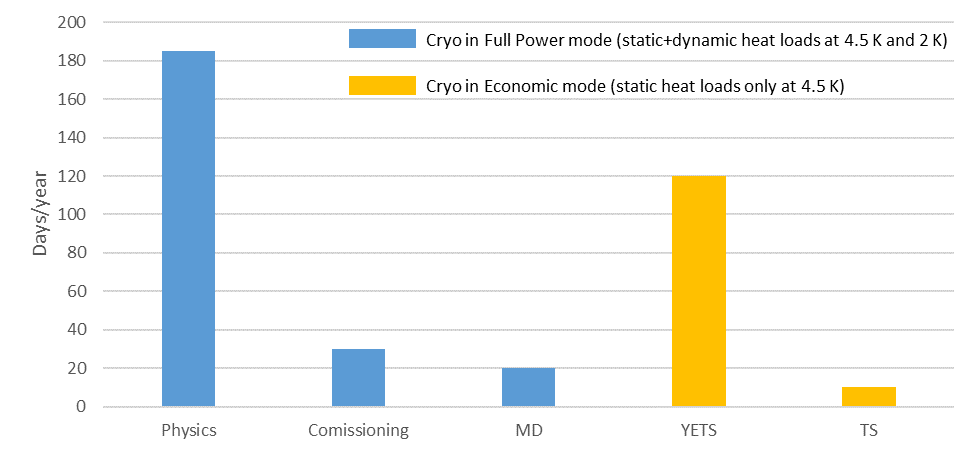 200
180
160
140
120
100
80
60
40
20
0
Days/year
Cryo in Full Power mode (static+dynamic heat loads at 4.5 K and 2 K)
Cryo in Economic mode (static heat loads only at 4.5 K)
Physics
Comissioning
MD
YETS
TS